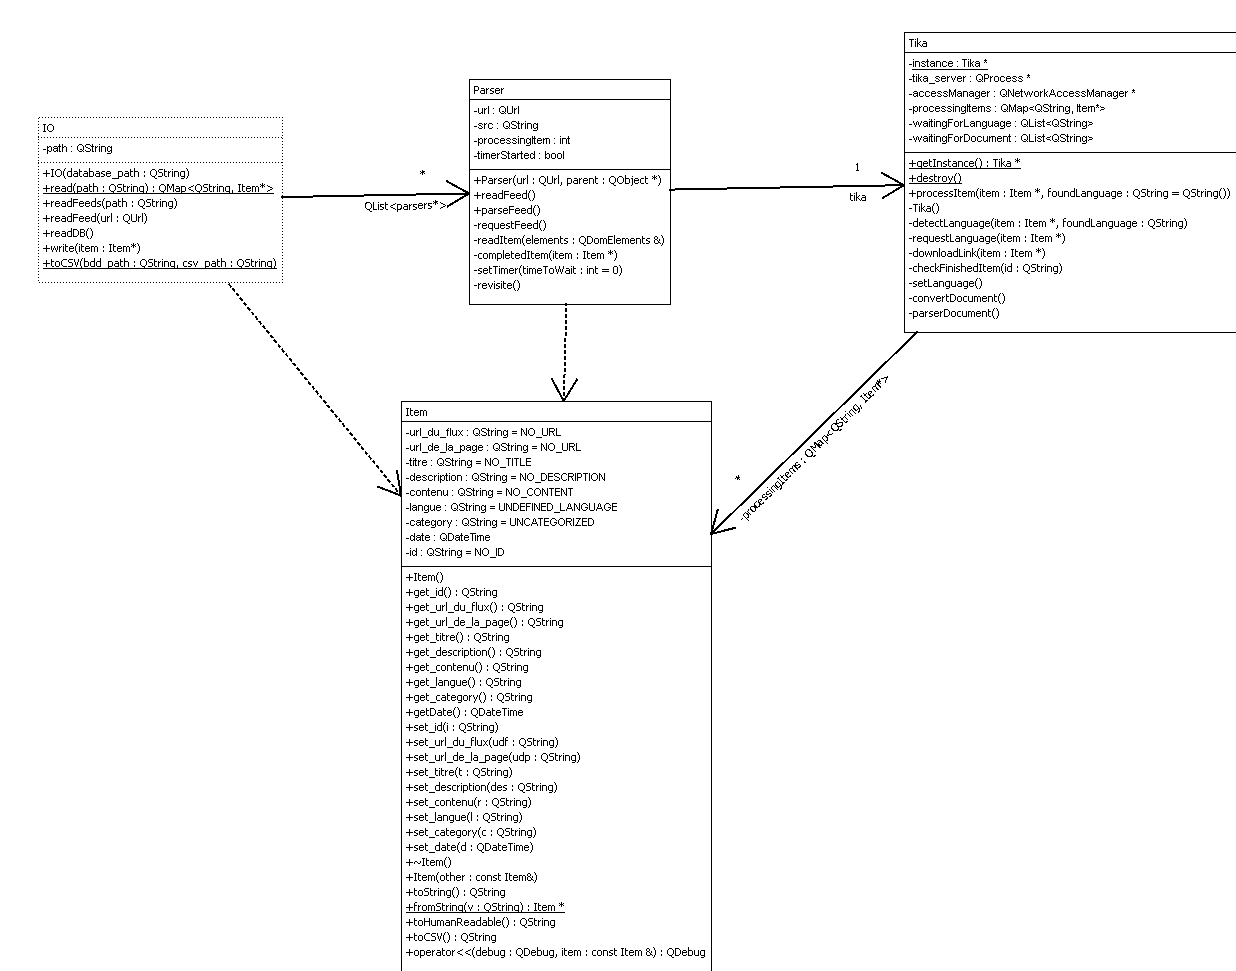 IO
-path : QString
+IO(database_path : QString)
+read(path : QString) : QMap<QString, Item*>
+readFeeds(path : QString)
+readFeed(url : QUrl)
+readDB()
+write(item : Item*)
+toCSV(bdd_path : QString, csv_path : QString)
*
QList<parsers*>
Parser
-url : QUrl
-src : QString
-processingItem : int
-timerStarted : bool
+Parser(url : QUrl, parent : QObject *)
+readFeed()
+parseFeed()
-requestFeed()
-readItem(elements : QDomElements &)
-completedItem(item : Item *)
-setTimer(timeToWait : int = 0)
-revisite()
1
tika
Tika
-instance : Tika *
-tika_server : QProcess *
-accessManager : QNetworkAccessManager *
-processingItems : QMap<QString, Item*>
-waitingForLanguage : QList<QString>
-waitingForDocument : QList<QString>
+getInstance() : Tika *
+destroy()
+processItem(item : Item *, foundLanguage : QString = QString())
-Tika()
-detectLanguage(item : Item *, foundLanguage : QString)
-requestLanguage(item : Item *)
-downloadLink(item : Item *)
-checkFinishedItem(id : QString)
-setLanguage()
-convertDocument()
-parserDocument()
*
-processingItems : QMap<QString, Item*>
Item
-url_du_flux : QString = NO_URL
-url_de_la_page : QString = NO_URL
-titre : QString = NO_TITLE
-description : QString = NO_DESCRIPTION
-contenu : QString = NO_CONTENT
-langue : QString = UNDEFINED_LANGUAGE
-category : QString = UNCATEGORIZED
-date : QDateTime
-id : QString = NO_ID
+Item()
+get_id() : QString
+get_url_du_flux() : QString
+get_url_de_la_page() : QString
+get_titre() : QString
+get_description() : QString
+get_contenu() : QString
+get_langue() : QString
+get_category() : QString
+getDate() : QDateTime
+set_id(i : QString)
+set_url_du_flux(udf : QString)
+set_url_de_la_page(udp : QString)
+set_titre(t : QString)
+set_description(des : QString)
+set_contenu(r : QString)
+set_langue(l : QString)
+set_category(c : QString)
+set_date(d : QDateTime)
+~Item()
+Item(other : const Item&)
+toString() : QString
+fromString(v : QString) : Item *
+toHumanReadable() : QString
+toCSV() : QString
+operator<<(debug : QDebug, item : const Item &) : QDebug